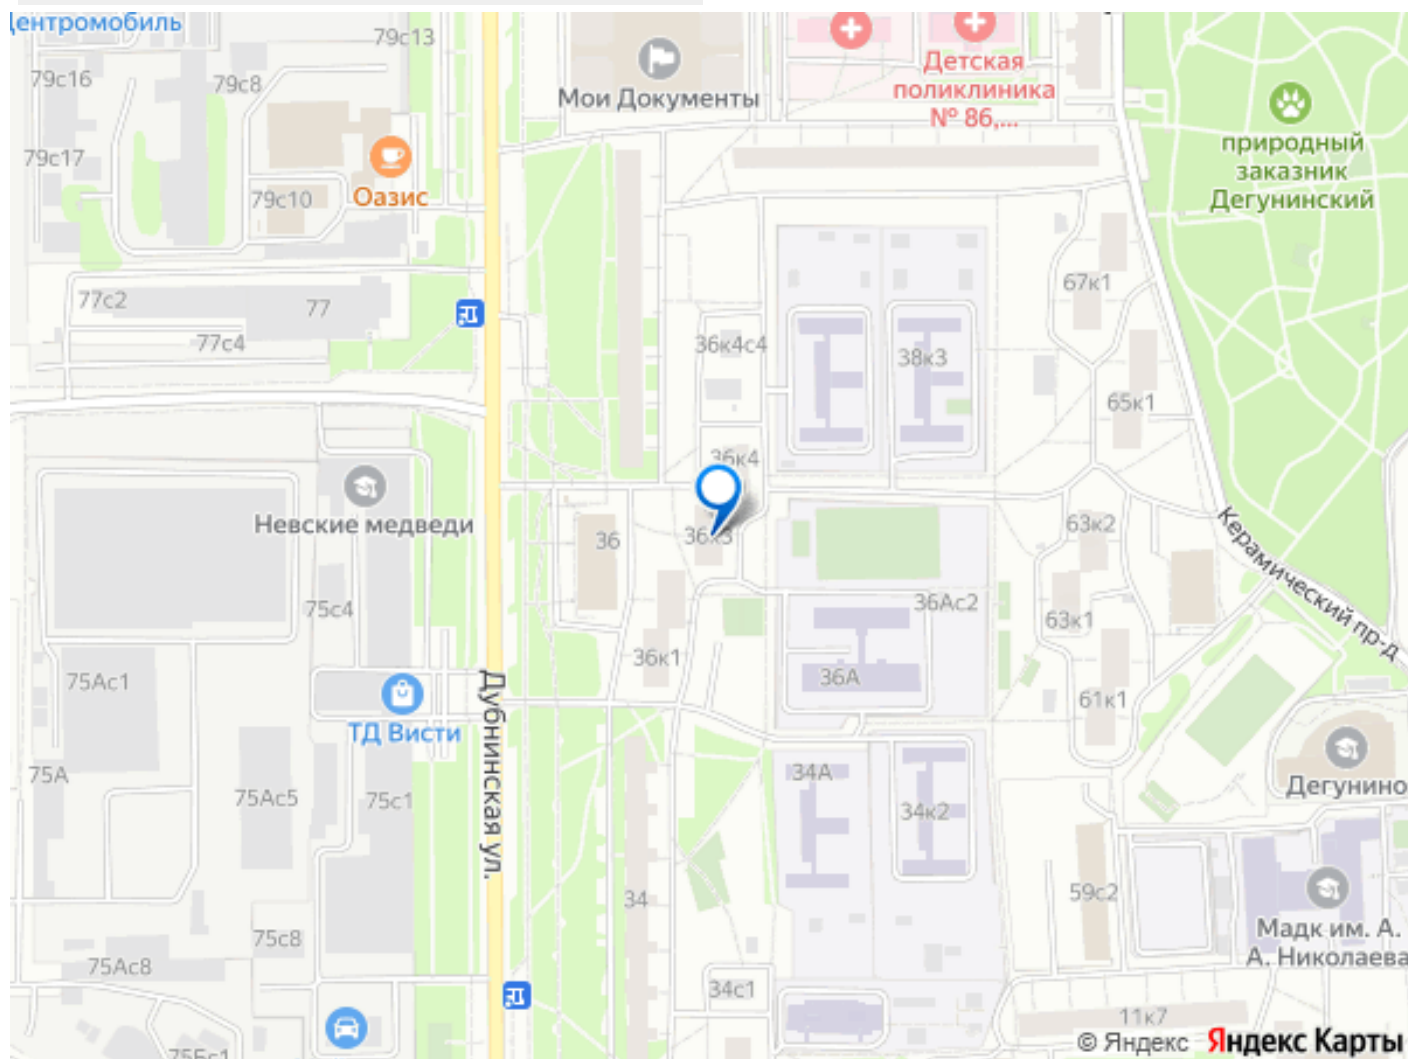 Центромобиль
79с13
79с16
79с8
Мои Документы
Детская
поликлиника
№ 86,...
79с17
Оазис
79с10
природный
заказник
Дегунинский
77с2
77
77с4
67к1
36к4с4
38к3
65к1
36к4
Невские медведи
36
36к3
63к2
Керамический пр-д
75с4
36Ас2
63к1
36к1
75Ас1
36А
61к1
ТД Висти
Дубнинская ул.
75А
75Ас5
75с1
34А
34к2
Дегунино
34
59с2
75с8
75Ас8
Мадк им. А.
А. Николаева
34с1
11к7
75Бс1
© Яндекс Яндекс Карты